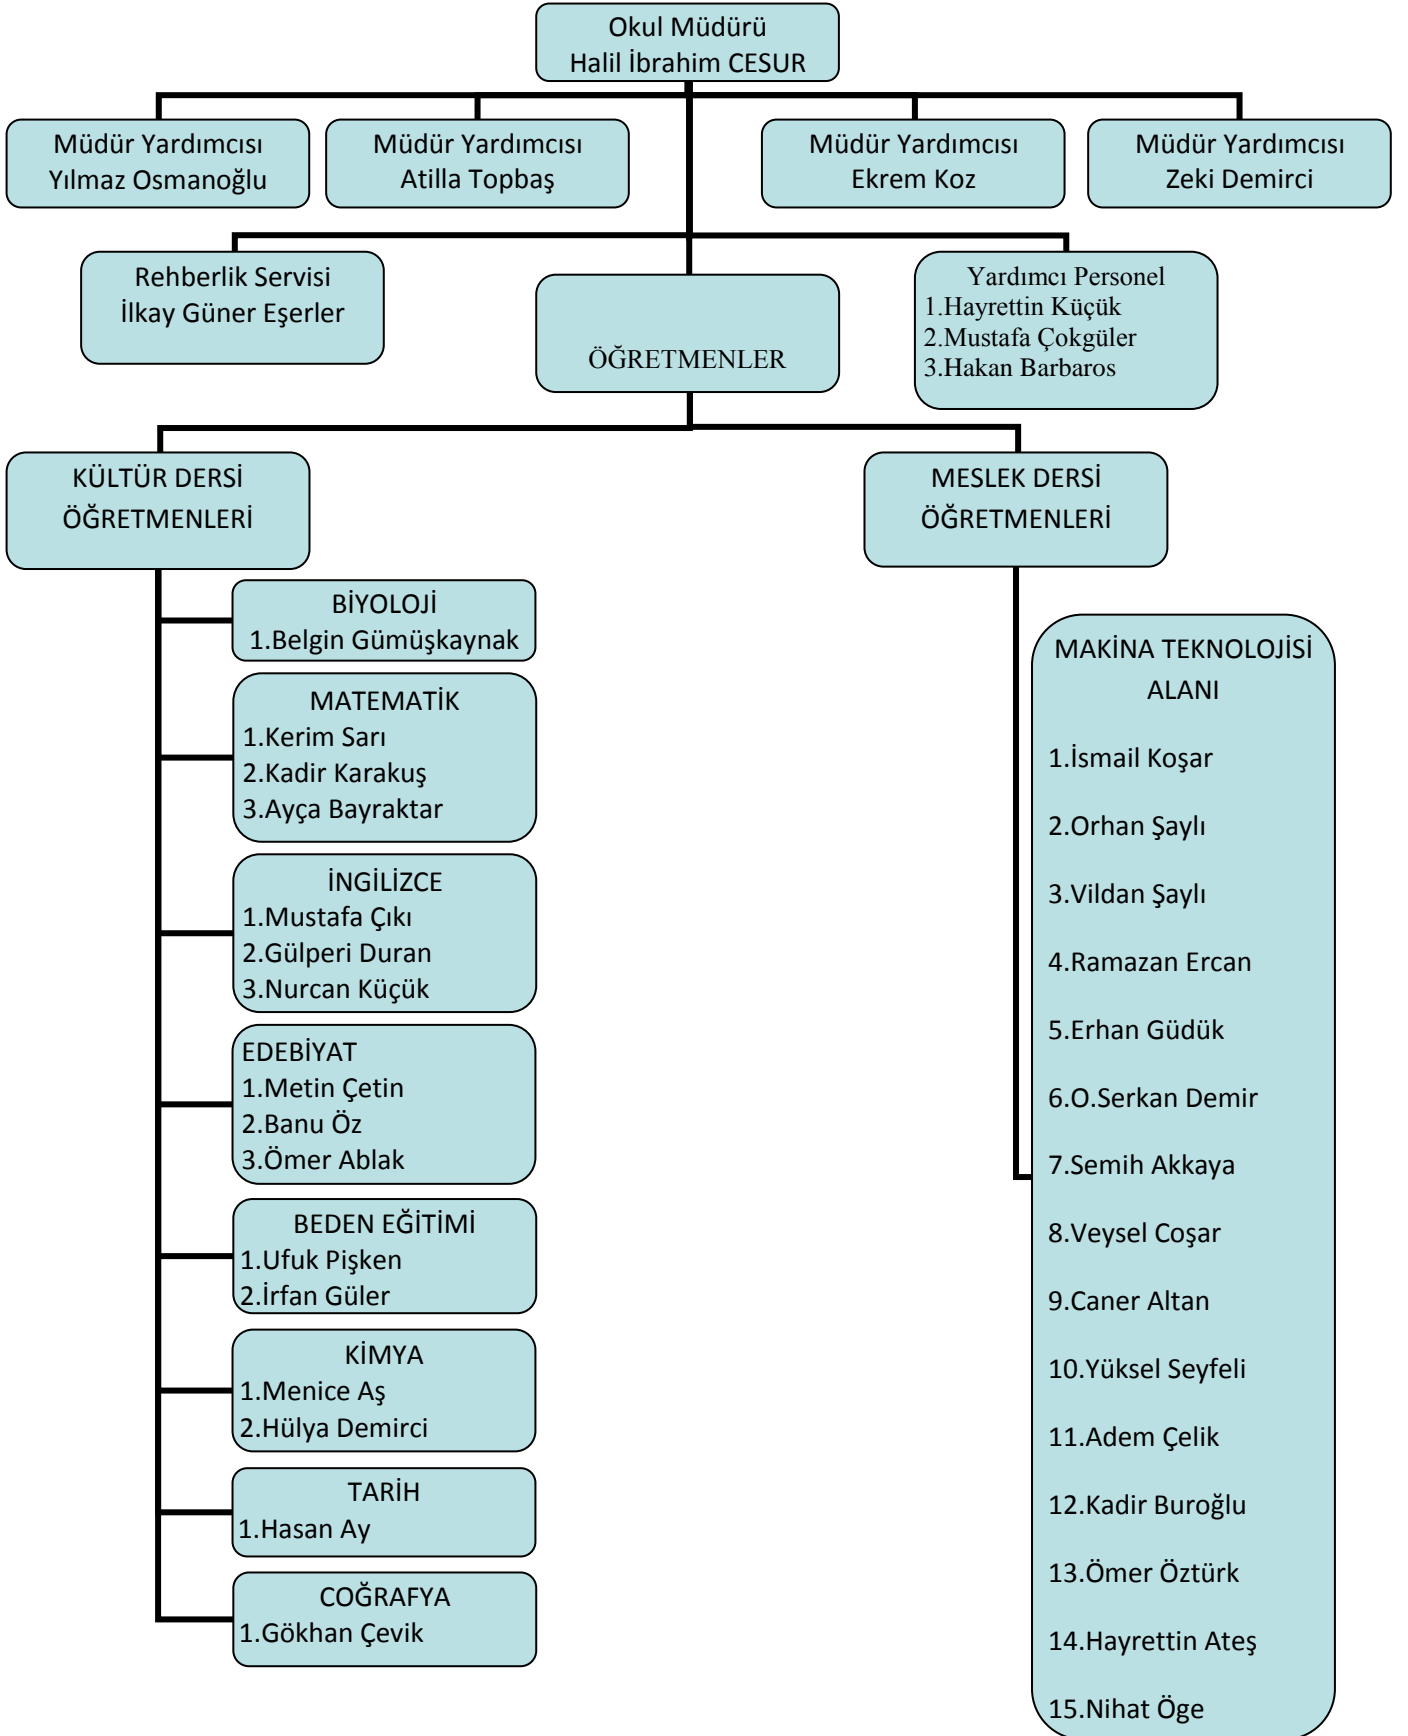 Okul Müdürü
Halil İbrahim CESUR
Müdür Yardımcısı
Yılmaz Osmanoğlu
Müdür Yardımcısı
Atilla Topbaş
Müdür Yardımcısı
Ekrem Koz
Müdür Yardımcısı
Zeki Demirci
Rehberlik Servisi
İlkay Güner Eşerler
ÖĞRETMENLER
Yardımcı Personel
1.Hayrettin Küçük
2.Mustafa Çokgüler
3.Hakan Barbaros
KÜLTÜR DERSİ
ÖĞRETMENLERİ
BİYOLOJİ
1.Belgin Gümüşkaynak
MATEMATİK
1.Kerim Sarı
2.Kadir Karakuş
3.Ayça Bayraktar
İNGİLİZCE
1.Mustafa Çıkı
2.Gülperi Duran
3.Nurcan Küçük
EDEBİYAT
1.Metin Çetin
2.Banu Öz
3.Ömer Ablak
BEDEN EĞİTİMİ
1.Ufuk Pişken
2.İrfan Güler
KİMYA
1.Menice Aş
2.Hülya Demirci
TARİH
1.Hasan Ay
COĞRAFYA
1.Gökhan Çevik
MESLEK DERSİ
ÖĞRETMENLERİ
MAKİNA TEKNOLOJİSİ
ALANI
1.İsmail Koşar
2.Orhan Şaylı
3.Vildan Şaylı
4.Ramazan Ercan
5.Erhan Güdük
6.O.Serkan Demir
7.Semih Akkaya
8.Veysel Coşar
9.Caner Altan
10.Yüksel Seyfeli
11.Adem Çelik
12.Kadir Buroğlu
13.Ömer Öztürk
14.Hayrettin Ateş
15.Nihat Öge